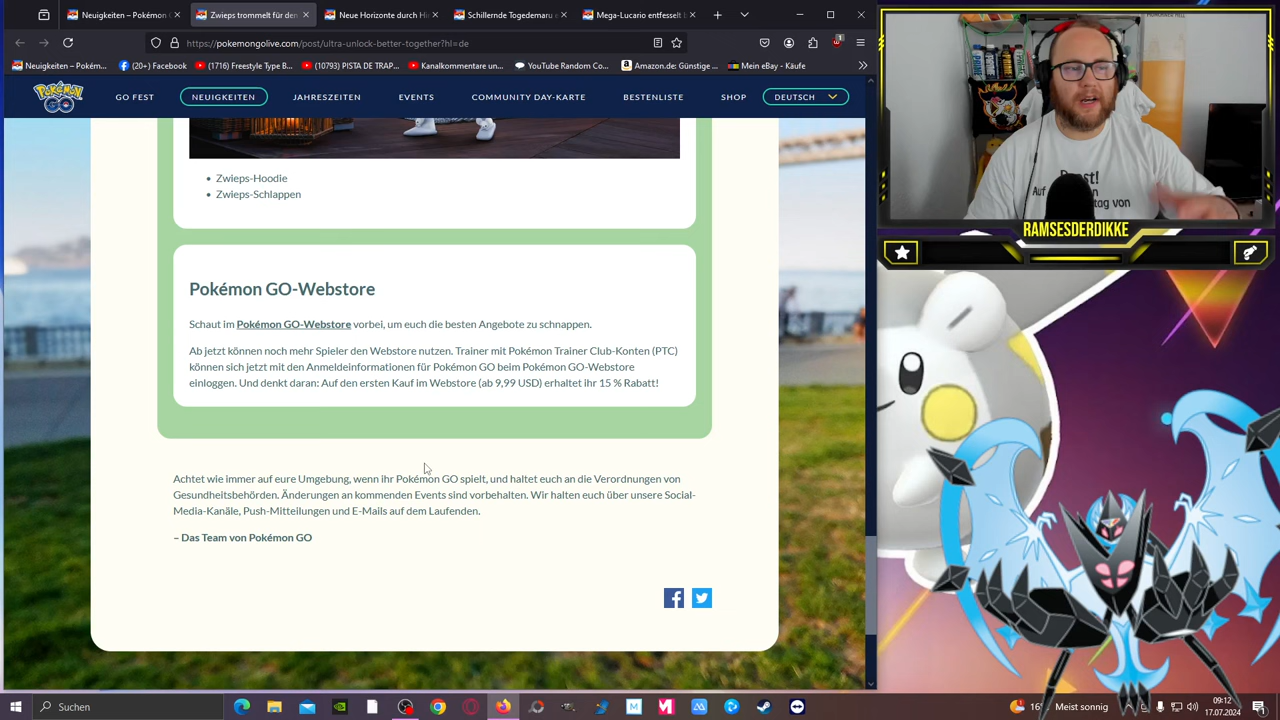 Neuigkeiten – Pokémon G
Zwieps geht für den
Neue Kostüme durch
Togedemaru e
Mega-Lucario entfesselt
https://pokemongolive.com/post/ultra-unlock-better-together?hl=de
Neuigkeiten – Pokém...
(20+) Facebook
(1716) Freestyle Type B...
(10793) PISTA DE TRAP...
Kanalkommentare un...
YouTube Random Co...
Amazon.de: Günstige ...
Mein eBay - Käufe
GO FEST
NEUIGKEITEN
JAHRESZEITEN
EVENTS
COMMUNITY DAY-KARTE
BESTENLISTE
SHOP
DEUTSCH
Pokémon GO
• Zwieps-Hoodie
• Zwieps-Schlappen
Pokémon GO-Webstore
Schaut im Pokémon GO-Webstore vorbei, um euch die besten Angebote zu schnappen.
Ab jetzt können noch mehr Spieler den Webstore nutzen. Trainer mit Pokémon Trainer Club-Konten (PTC)
können sich jetzt mit den Anmeldeinformationen für Pokémon GO beim Pokémon GO-Webstore
einloggen. Und denkt daran: Auf den ersten Kauf im Webstore (ab 9,99 USD) erhaltet ihr 15 % Rabatt!
Achtet wie immer auf eure Umgebung, wenn ihr Pokémon GO spielt, und haltet euch an die Verordnungen von
Gesundheitsbehörden. Änderungen an kommenden Events sind vorbehalten. Wir halten euch über unsere Social-
Media-Kanäle, Push-Mitteilungen und E-Mails auf dem Laufenden.
– Das Team von Pokémon GO
Auf
tag von
RAMSESDERDIKKE
Suchen
Meist sonnig
09:12
17.07.2024